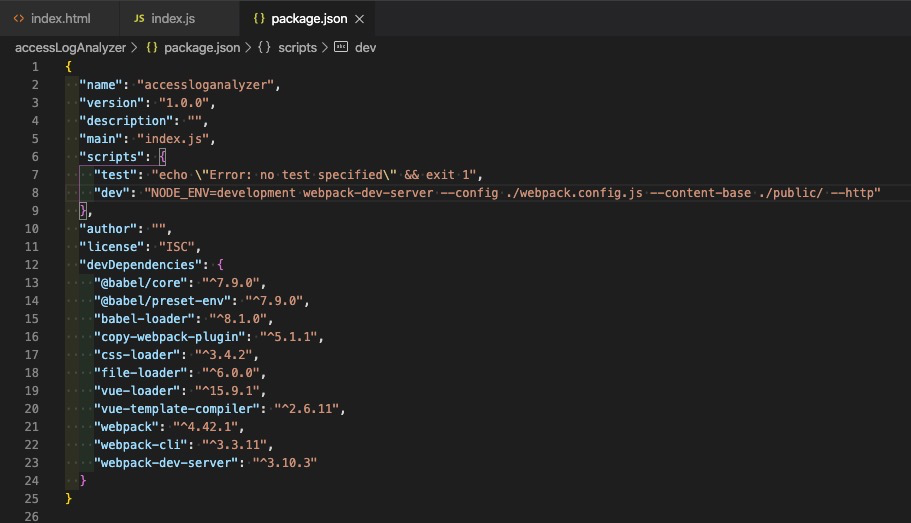 <> index.html JS index.js {} package.json ×
accessLogAnalyzer > {} package.json > {} scripts > abc dev
1 {
2 "name": "accessloganalyzer",
3 "version": "1.0.0",
4 "description": "",
5 "main": "index.js",
6 "scripts": {
7 "test": "echo \"Error: no test specified\" && exit 1",
8 "dev": "NODE_ENV=development webpack-dev-server --config ./webpack.config.js --content-base ./public/ --http"
9 },
10 "author": "",
11 "license": "ISC",
12 "devDependencies": {
13 "@babel/core": "^7.9.0",
14 "@babel/preset-env": "^7.9.0",
15 "babel-loader": "^8.1.0",
16 "copy-webpack-plugin": "^5.1.1",
17 "css-loader": "^3.4.2",
18 "file-loader": "^6.0.0",
19 "vue-loader": "^15.9.1",
20 "vue-template-compiler": "^2.6.11",
21 "webpack": "^4.42.1",
22 "webpack-cli": "^3.3.11",
23 "webpack-dev-server": "^3.10.3"
24 }
25 }
26